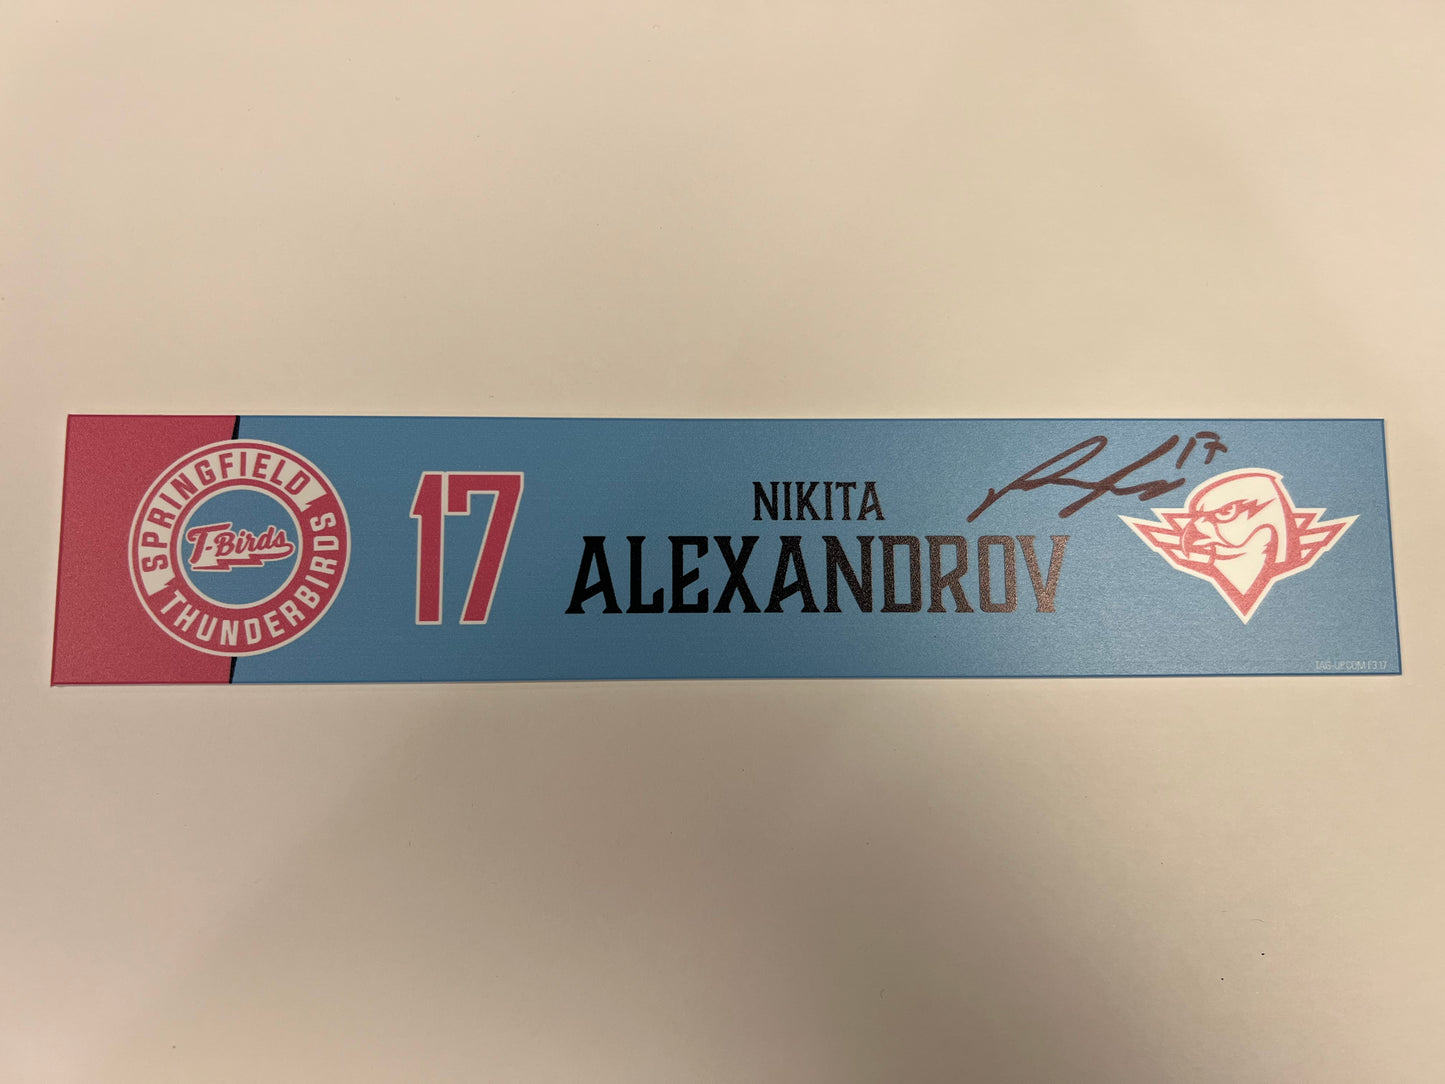 SPRINGFIELD
T-Birds
THUNDERBIRDS
17
NIKITA
ALEXANDROV
17